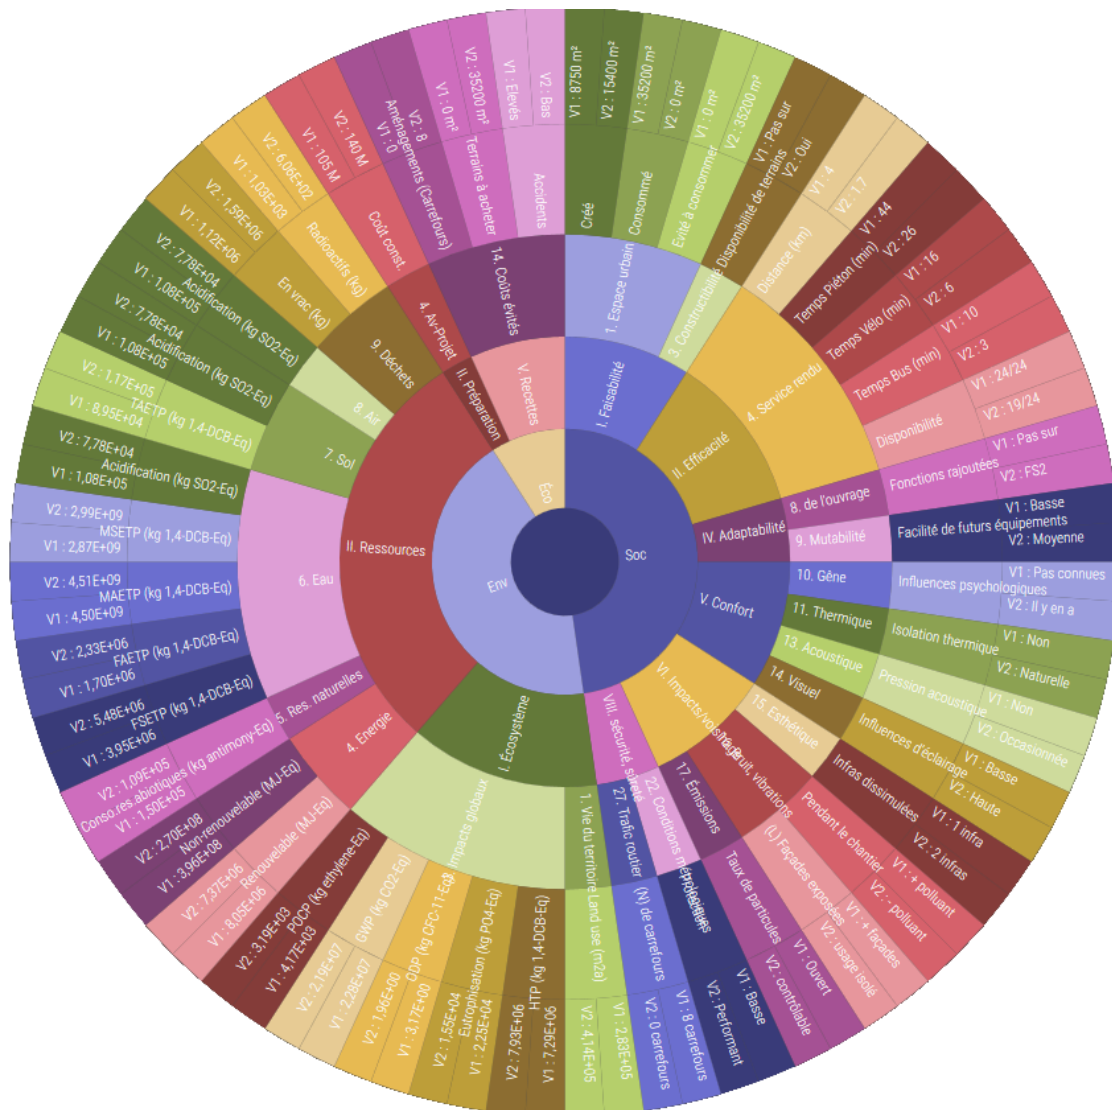 Soc
Env
Éco
I. Faisabilité
II. Efficacité
IV. Adaptabilité
V. Confort
VI. Impacts/voisinage
VIII. sécurité, sûreté
I. Écosystème
II. Ressources
II. Préparation
V. Recettes
1. Espace urbain
3. Constructibilité
4. Service rendu
8. de l'ouvrage
9. Mutabilité
10. Gêne
11. Thermique
13. Acoustique
14. Visuel
15. Esthétique
16. Bruit, vibrations
17. Émissions
22. Conditions
27. Trafic routier
1. Vie du territoire
2. Impacts globaux
4. Energie
5. Res. naturelles
6. Eau
7. Sol
8. Air
9. Déchets
4. Av-Projet
14. Coûts évités
Créé
V1 : 8750 m²
V2 : 15400 m²
Consommé
V1 : 35200 m²
V2 : 0 m²
Evité à consommer
V1 : 0 m²
V2 : 35200 m²
Disponibilité de terrains
V1 : Pas sur
V2 : Oui
Distance (km)
V1 : 4
V2 : 1.7
Temps Piéton (min)
V1 : 44
V2 : 26
Temps Vélo (min)
V1 : 16
V2 : 6
Temps Bus (min)
V1 : 10
V2 : 3
Disponibilité
V1 : 24/24
V2 : 19/24
Fonctions rajoutées
V1 : Pas sur
V2 : FS2
Facilité de futurs équipements
V1 : Basse
V2 : Moyenne
Influences psychologiques
V1 : Pas connues
V2 : Il y en a
Isolation thermique
V1 : Non
V2 : Naturelle
Pression acoustique
V1 : Non
V2 : Occasionnée
Influences d'éclairage
V1 : Basse
V2 : Haute
Infras dissimulées
V1 : 1 infra
V2 : 2 infras
Pendant le chantier
V1 : + polluant
V2 : - polluant
(L) Façades exposées
V1 : + façades
V2 : usage isolé
Taux de particules
V1 : Ouvert
V2 : contrôlable
V1 : Basse
V2 : Performant
(N) de carrefours
V1 : 8 carrefours
V2 : 0 carrefours
Land use (m2a)
V1 : 2,83E+05
V2 : 4,14E+05
HTP (kg 1,4-DCB-Eq)
V1 : 7,29E+06
V2 : 7,93E+06
Eutrophisation (kg PO4-Eq)
V1 : 2,25E+04
V2 : 1,55E+04
ODP (kg CFC-11-Eq)
V1 : 3,17E+00
V2 : 1,96E+00
GWP (kg CO2-Eq)
V1 : 2,28E+07
V2 : 2,19E+07
POCP (kg ethylene-Eq)
V1 : 4,17E+03
V2 : 3,19E+03
Renouvelable (MJ-Eq)
V1 : 8,05E+06
V2 : 7,37E+06
Non-renouvelable (MJ-Eq)
V1 : 3,96E+08
V2 : 2,70E+08
Conso.res.abiotiques (kg antimony-Eq)
V1 : 1,50E+05
V2 : 1,09E+05
FSETP (kg 1,4-DCB-Eq)
V1 : 3,95E+06
V2 : 5,48E+06
FAETP (kg 1,4-DCB-Eq)
V1 : 1,70E+06
V2 : 2,33E+06
MAETP (kg 1,4-DCB-Eq)
V1 : 4,50E+09
V2 : 4,51E+09
MSETP (kg 1,4-DCB-Eq)
V1 : 2,87E+09
V2 : 2,99E+09
Acidification (kg SO2-Eq)
V1 : 1,08E+05
V2 : 7,78E+04
TAETP (kg 1,4-DCB-Eq)
V1 : 8,95E+04
V2 : 1,17E+05
Acidification (kg SO2-Eq)
V1 : 1,08E+05
V2 : 7,78E+04
Acidification (kg SO2-Eq)
V1 : 1,08E+05
V2 : 7,78E+04
En vrac (kg)
V1 : 1,12E+06
V2 : 1,59E+06
Radioactifs (kg)
V1 : 1,03E+03
V2 : 6,06E+02
Coût const.
V1 : 105 M
V2 : 140 M
Aménagements (Carrefours)
V1 : 0
V2 : 8
Terrains à acheter
V1 : 0 m²
V2 : 35200 m²
Accidents
V1 : Elevés
V2 : Bas